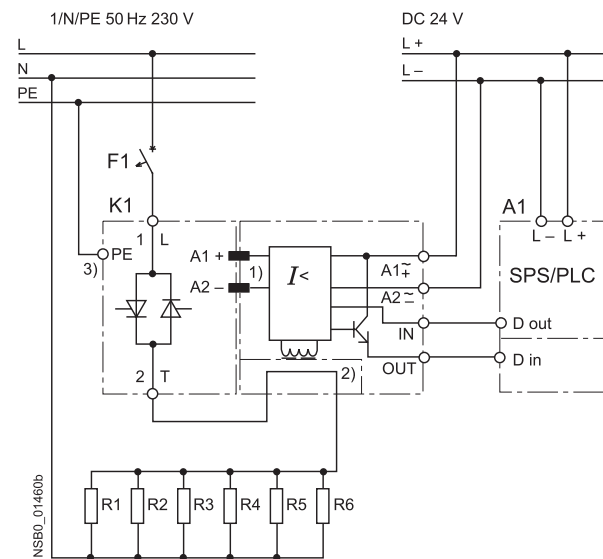 1/N/PE 50 Hz 230 V
DC 24 V
L
L +
N
L –
PE
F1
K1
A1
1 L
L – L +
PE
3)
A1 +
1)
I<
A1 ~ +
SPS/PLC
A2 –
A2 ~ –
IN
D out
OUT
D in
2 T
2)
R1 R2 R3 R4 R5 R6
NSB0_01460b